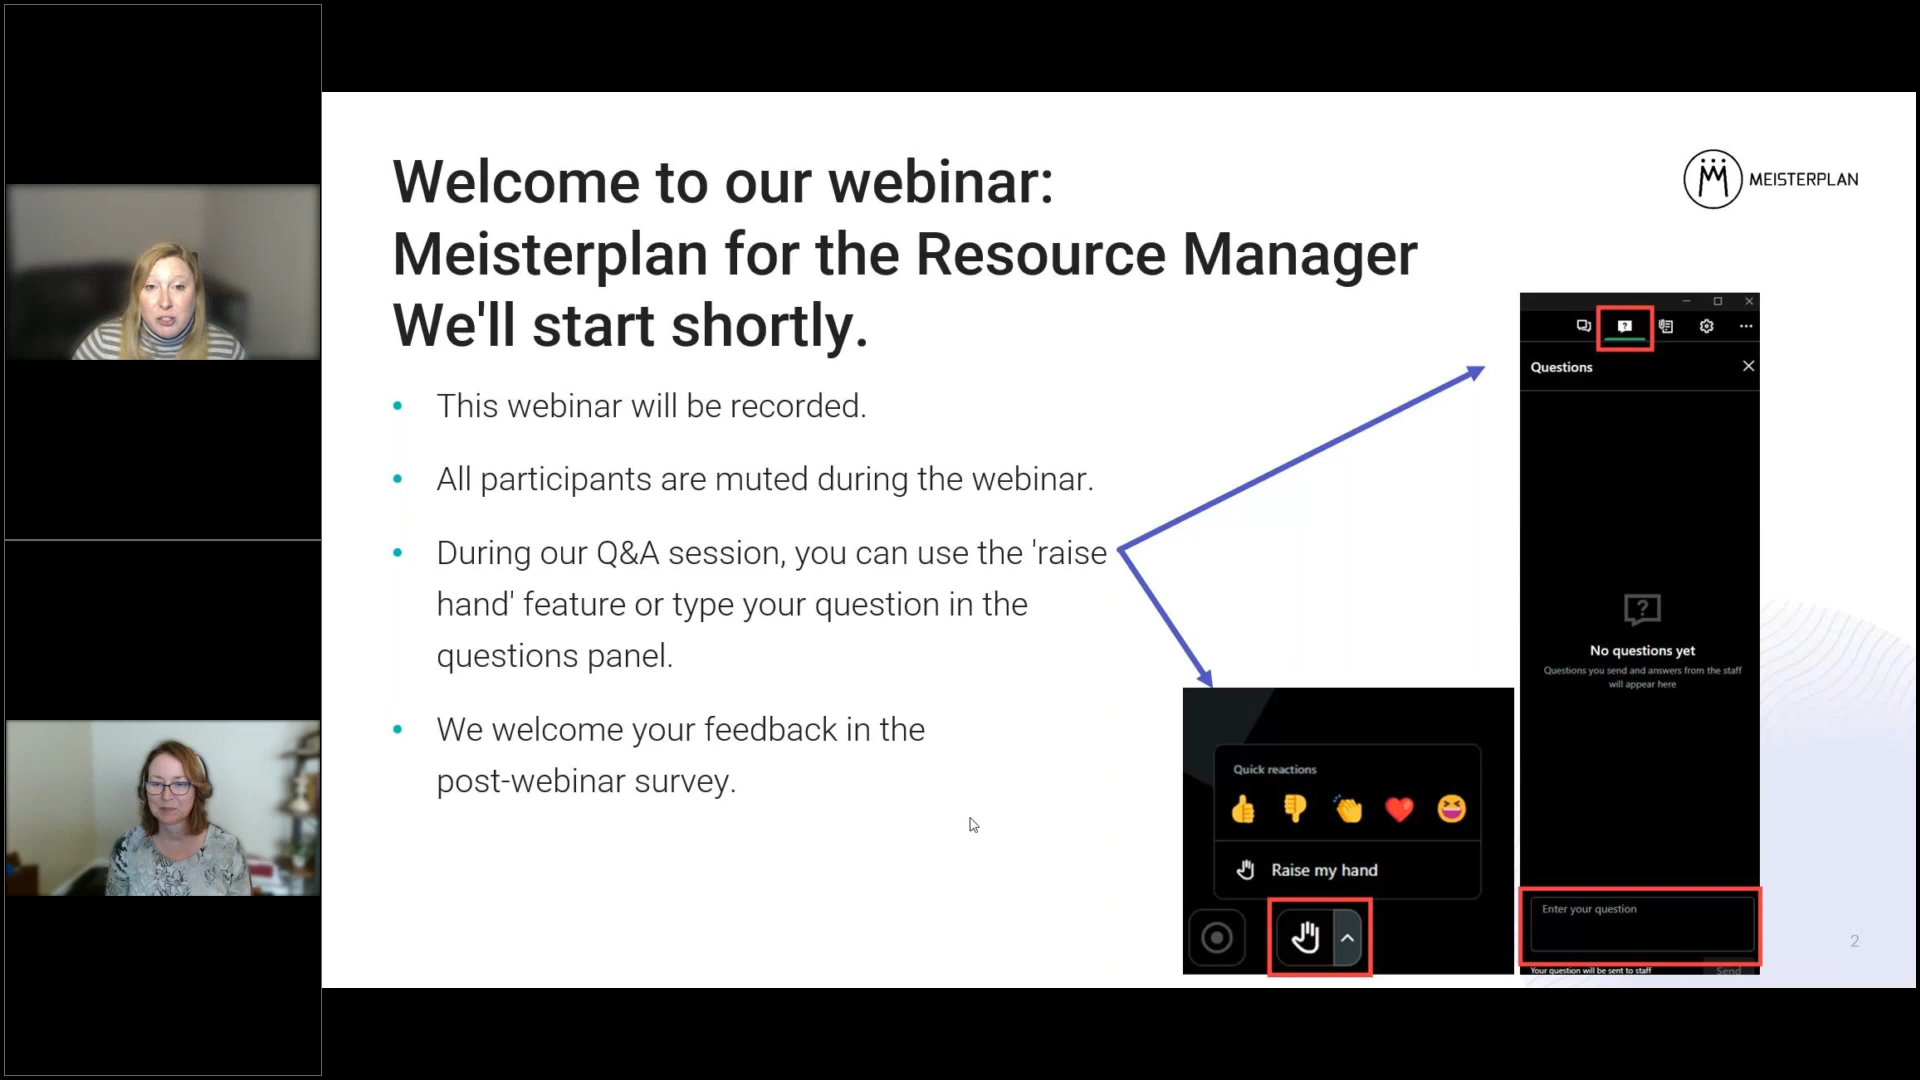 Welcome to our webinar:
Meisterplan for the Resource Manager
We'll start shortly.
MEISTERPLAN
• This webinar will be recorded.
• All participants are muted during the webinar.
• During our Q&A session, you can use the 'raise
hand' feature or type your question in the
questions panel.
• We welcome your feedback in the
post-webinar survey.
Quick reactions
Raise my hand
Questions
No questions yet
Questions you send and answers from the staff
will appear here
Enter your question
Your question will be sent to staff
Send
2